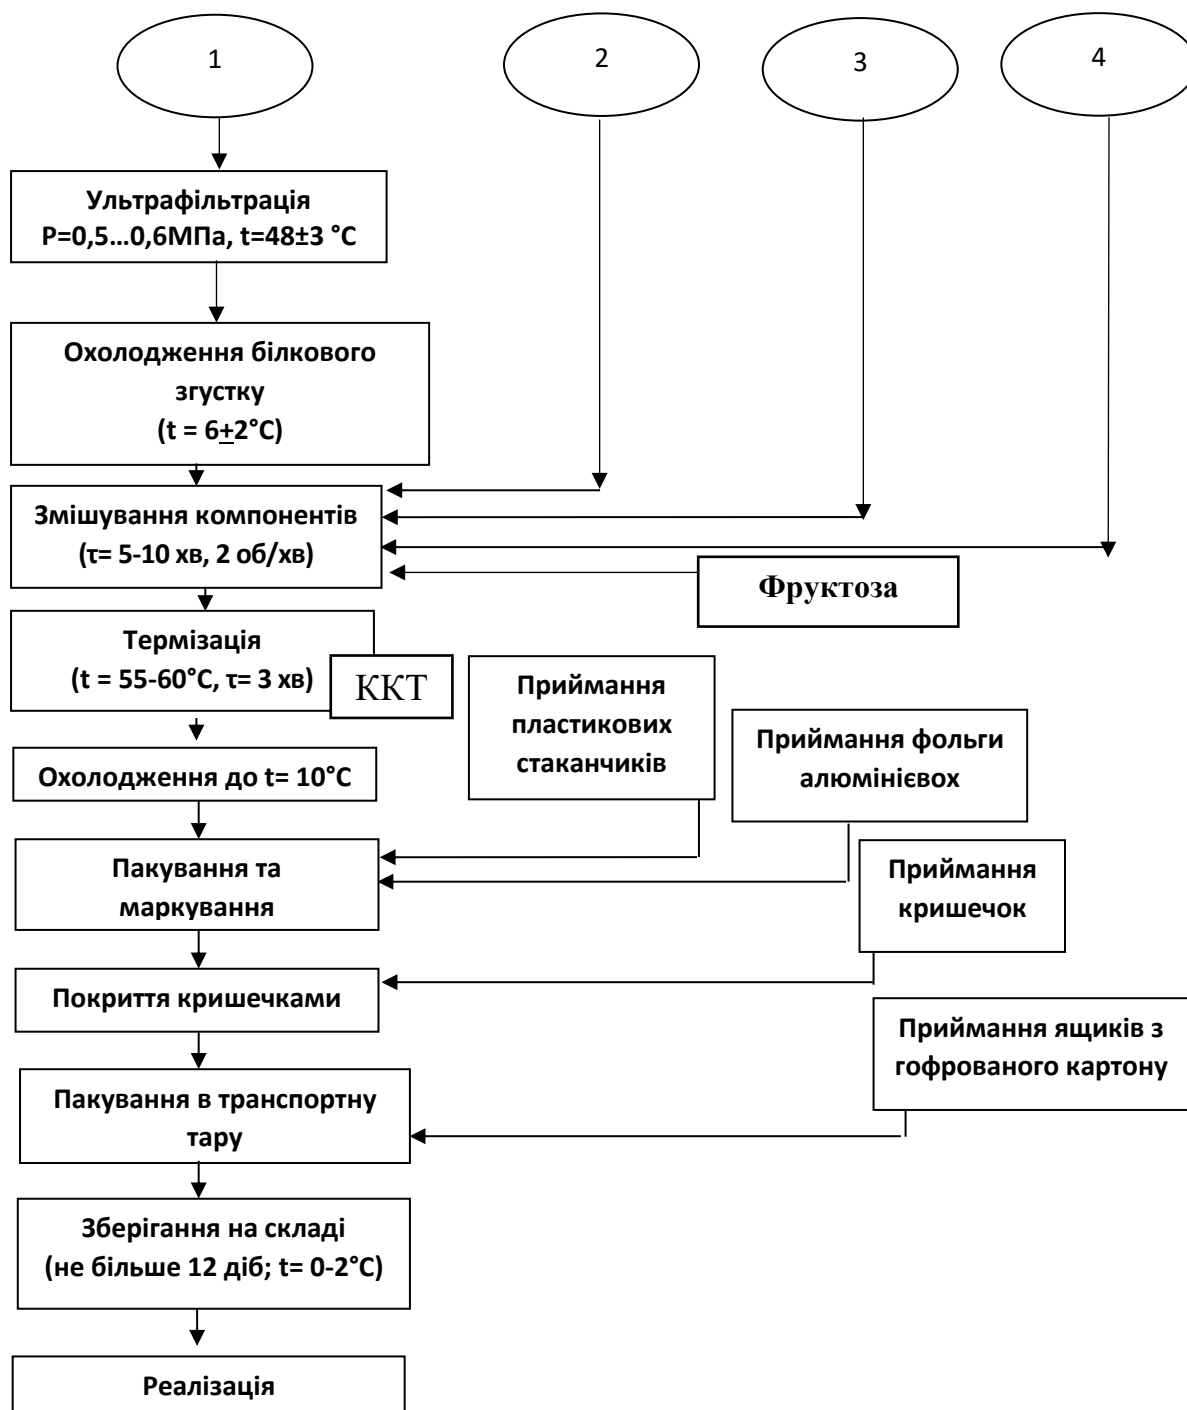 1
2
3
4
Ультрафільтрація
Р=0,5...0,6МПа, t=48±3 °С
Охолодження білкового
згустку
(t = 6±2°С)
Змішування компонентів
(τ= 5-10 хв, 2 об/хв)
Фруктоза
Термізація
(t = 55-60°С, τ= 3 хв)
ККТ
Приймання
пластикових
стаканчиків
Приймання фольги
алюмінієвох
Охолодження до t= 10°С
Пакування та
маркування
Приймання
кришечок
Покриття кришечками
Приймання ящиків з
гофрованого картону
Пакування в транспортну
тару
Зберігання на складі
(не більше 12 діб; t= 0-2°С)
Реалізація